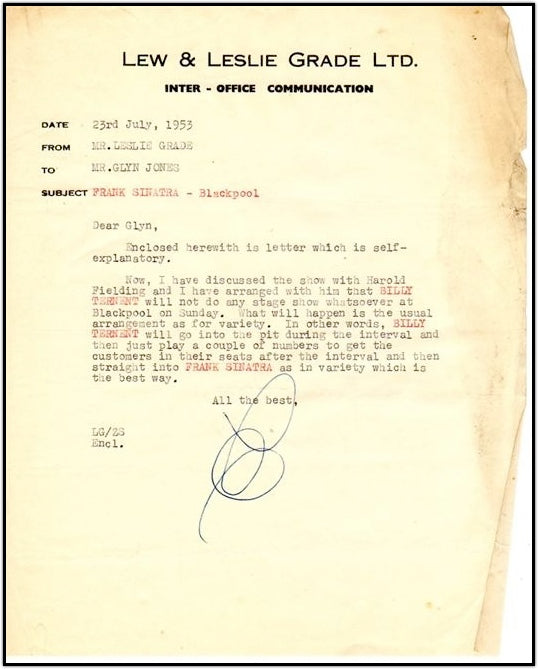 LEW & LESLIE GRADE LTD.
INTER - OFFICE COMMUNICATION
DATE 23rd July, 1953
FROM MR.LESLIE GRADE
TO MR.GLYN JONES
SUBJECT FRANK SINATRA - Blackpool
Dear Glyn,
Enclosed herewith is letter which is self-
explanatory.
Now, I have discussed the show with Harold
Fielding and I have arranged with him that BILLY
TERNENT will not do any stage show whatsoever at
Blackpool on Sunday. What will happen is the usual
arrangement as for variety. In other words, BILLY
TERNENT will go into the pit during the interval and
then just play a couple of numbers to get the
customers in their seats after the interval and then
straight into FRANK SINATRA as in variety which is
the best way.
All the best,
LG/ZS
Encl.